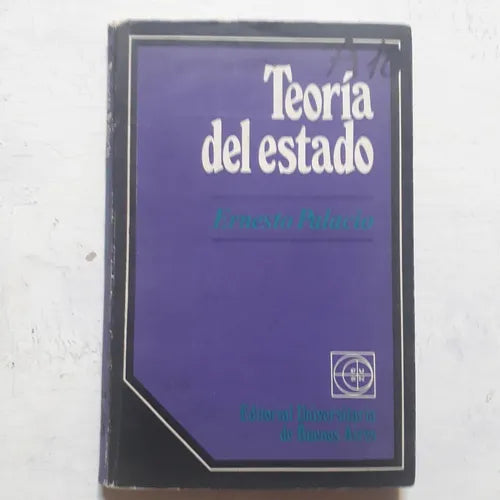 Teoría
del estado
Ernesto Palacio
Editorial Universitaria
de Buenos Aires